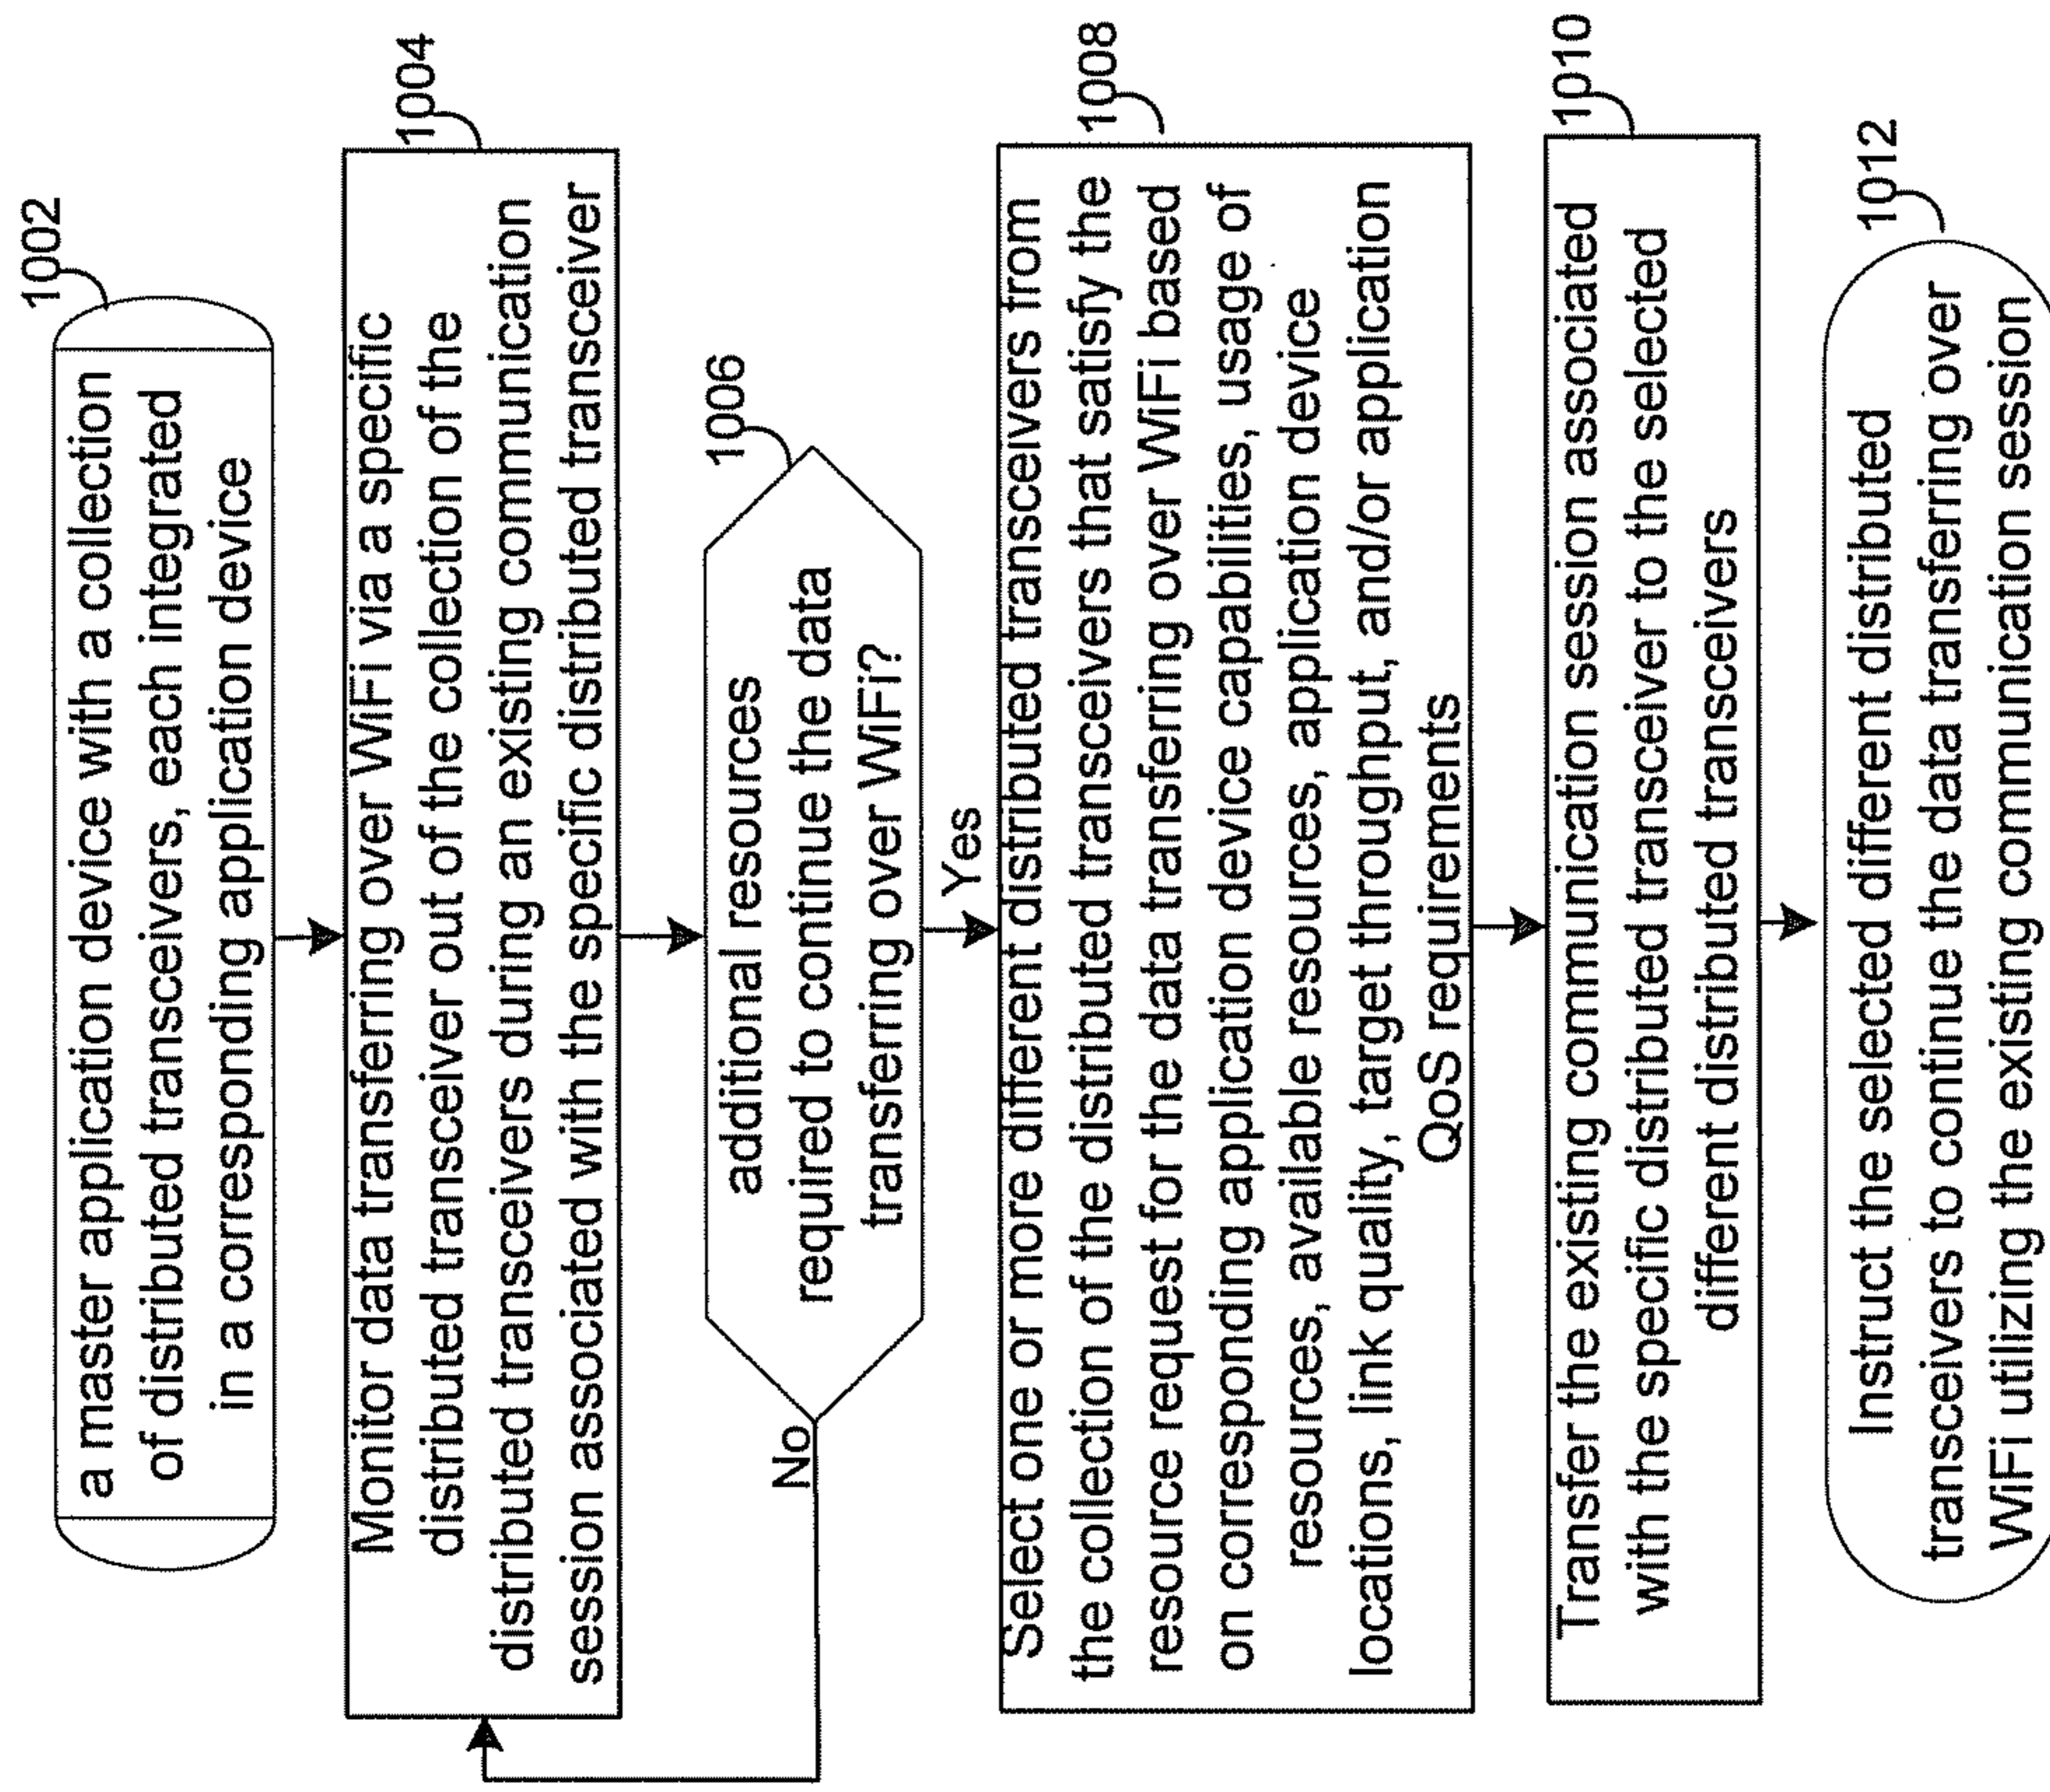 1002
a master application device with a collection
of distributed transceivers, each integrated
in a corresponding application device
1004
Monitor data transferring over WiFi via a specific
distributed transceiver out of the collection of the
distributed transceivers during an existing communication
session associated with the specific distributed transceiver
1006
additional resources
required to continue the data
transferring over WiFi?
No
Yes
1008
Select one or more different distributed transceivers from
the collection of the distributed transceivers that satisfy the
resource request for the data transferring over WiFi based
on corresponding application device capabilities, usage of
resources, available resources, application device
locations, link quality, target throughput, and/or application
QoS requirements
1010
Transfer the existing communication session associated
with the specific distributed transceiver to the selected
different distributed transceivers
1012
Instruct the selected different distributed
transceivers to continue the data transferring over
WiFi utilizing the existing communication session